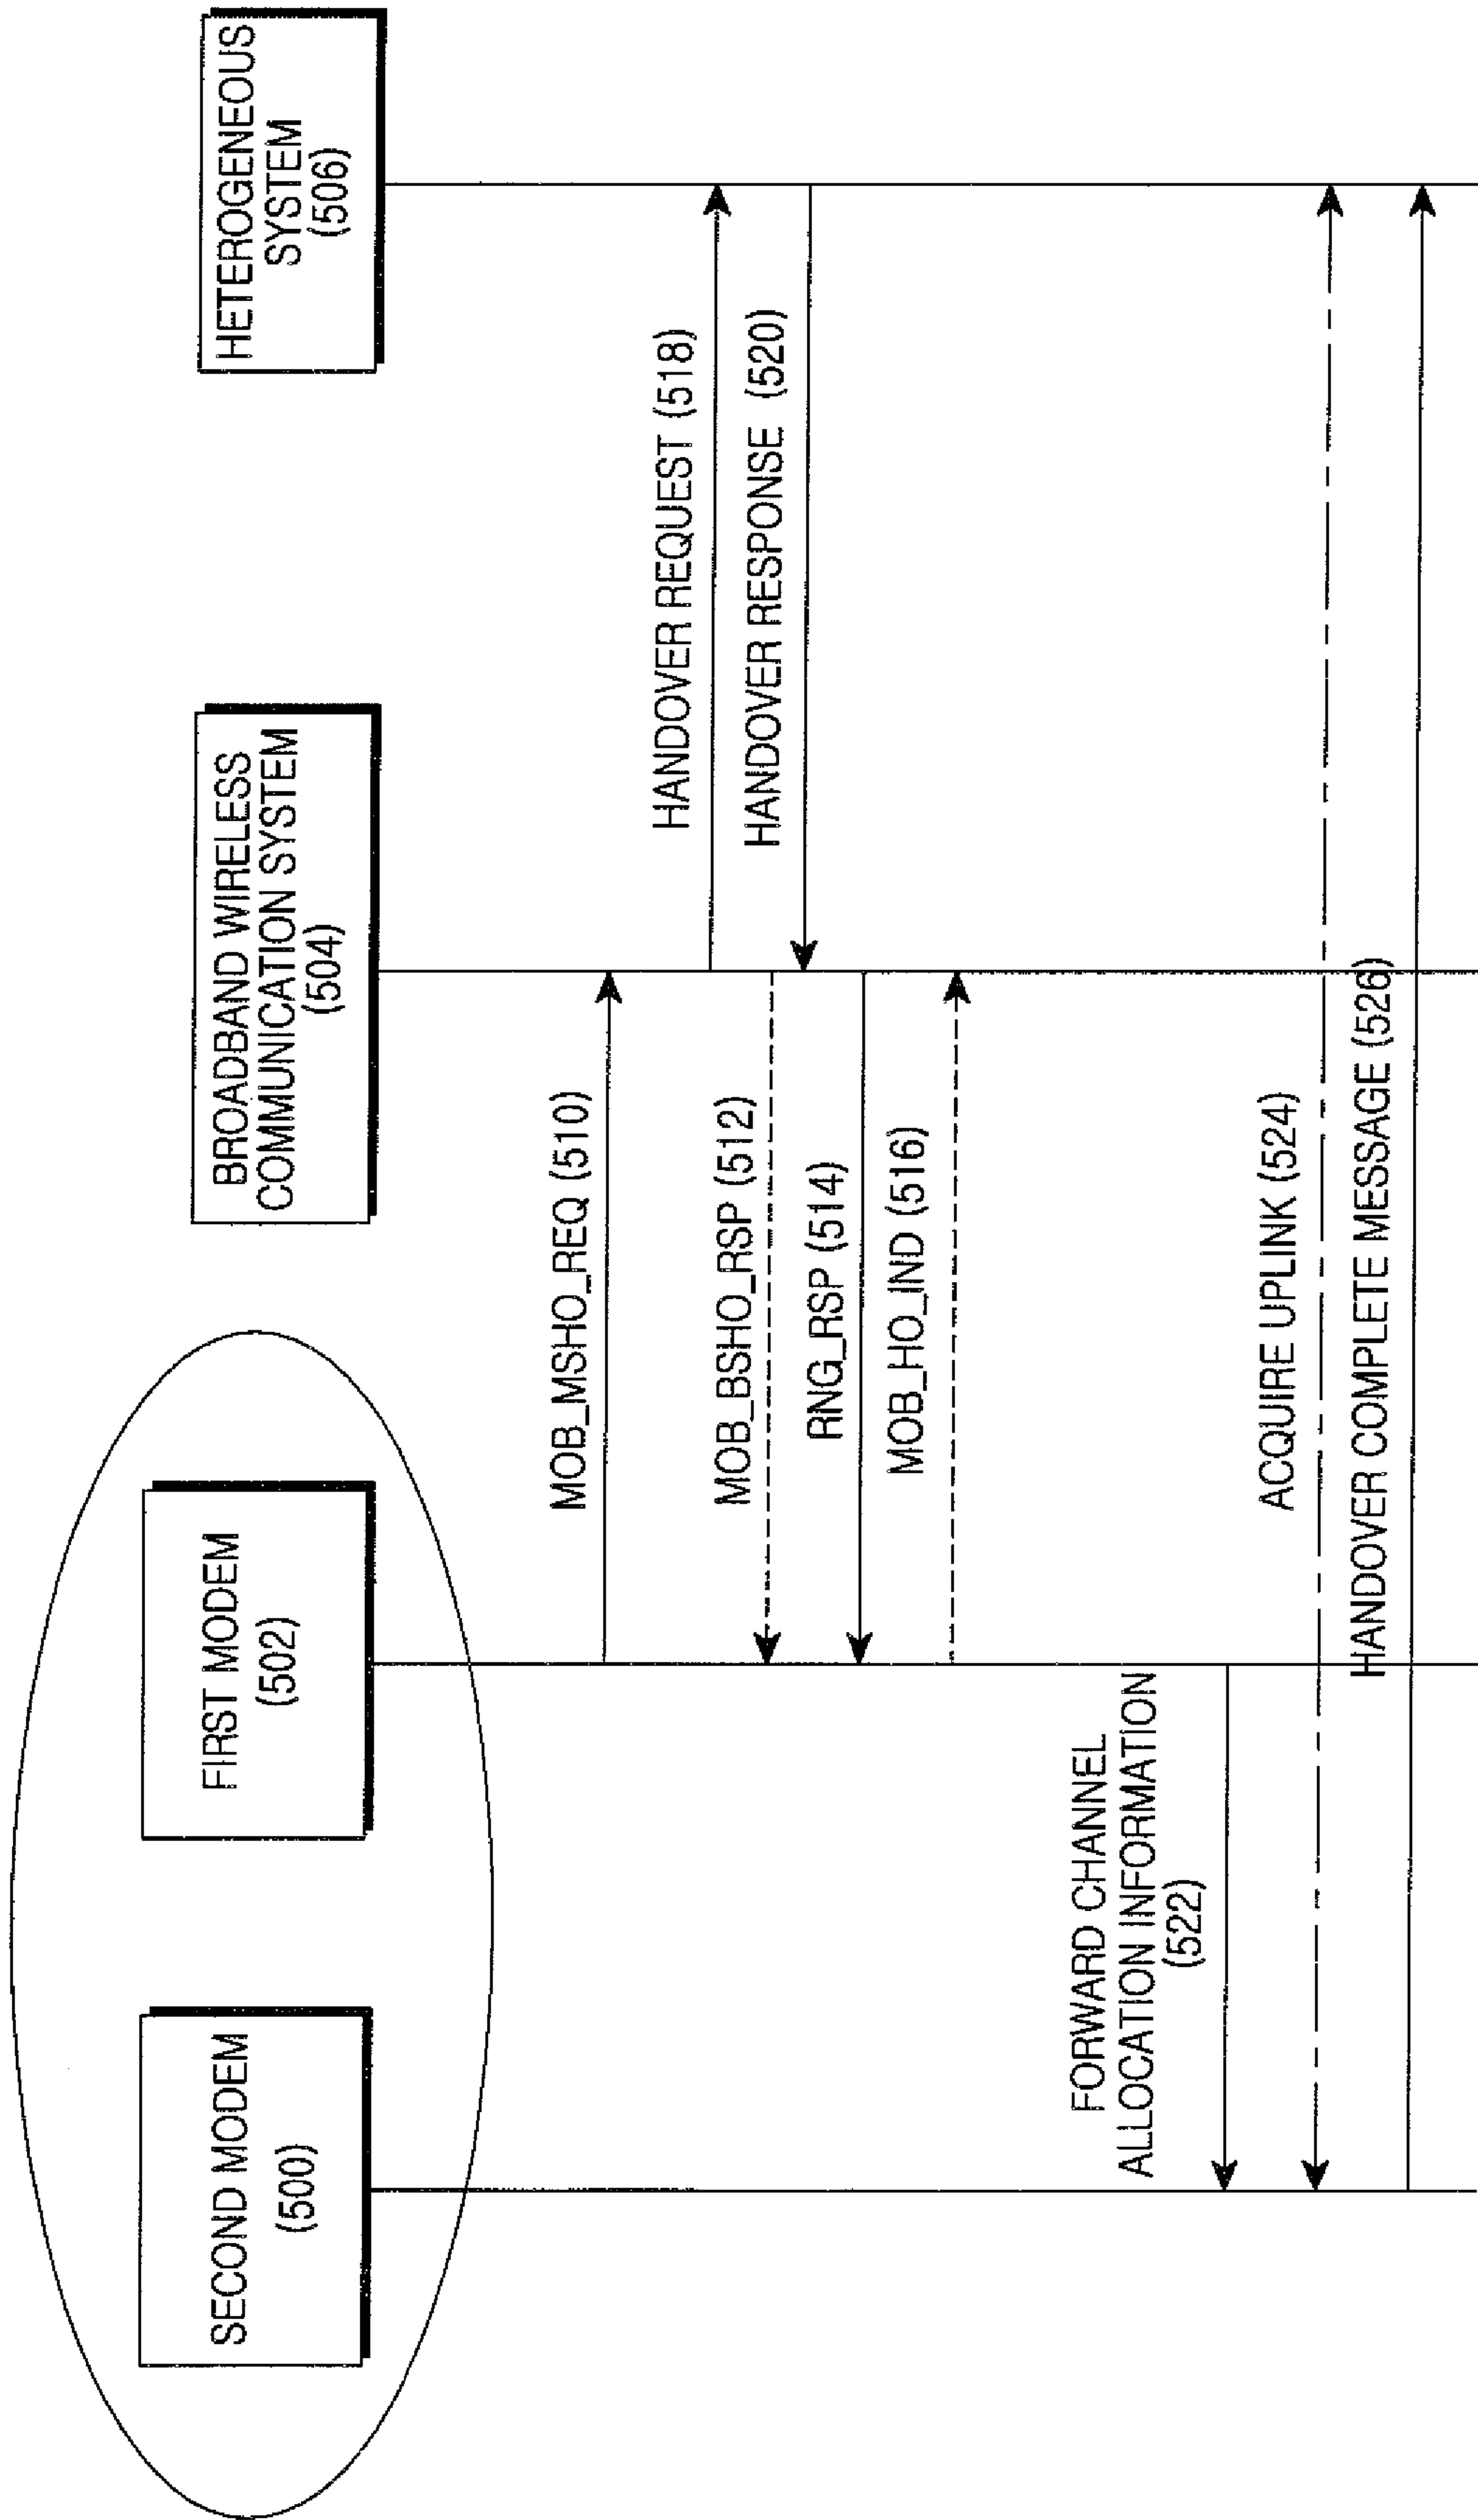 SECOND MODEM
(500)
FIRST MODEM
(502)
BROADBAND WIRELESS
COMMUNICATION SYSTEM
(504)
HETEROGENEOUS
SYSTEM
(506)
MOB_MSHO_REQ (510)
HANDOVER REQUEST (518)
MOB_BSHO_RSP (512)
HANDOVER RESPONSE (520)
RNG_RSP (514)
MOB_HO_IND (516)
FORWARD CHANNEL
ALLOCATION INFORMATION
(522)
ACQUIRE UPLINK (524)
HANDOVER COMPLETE MESSAGE (526)